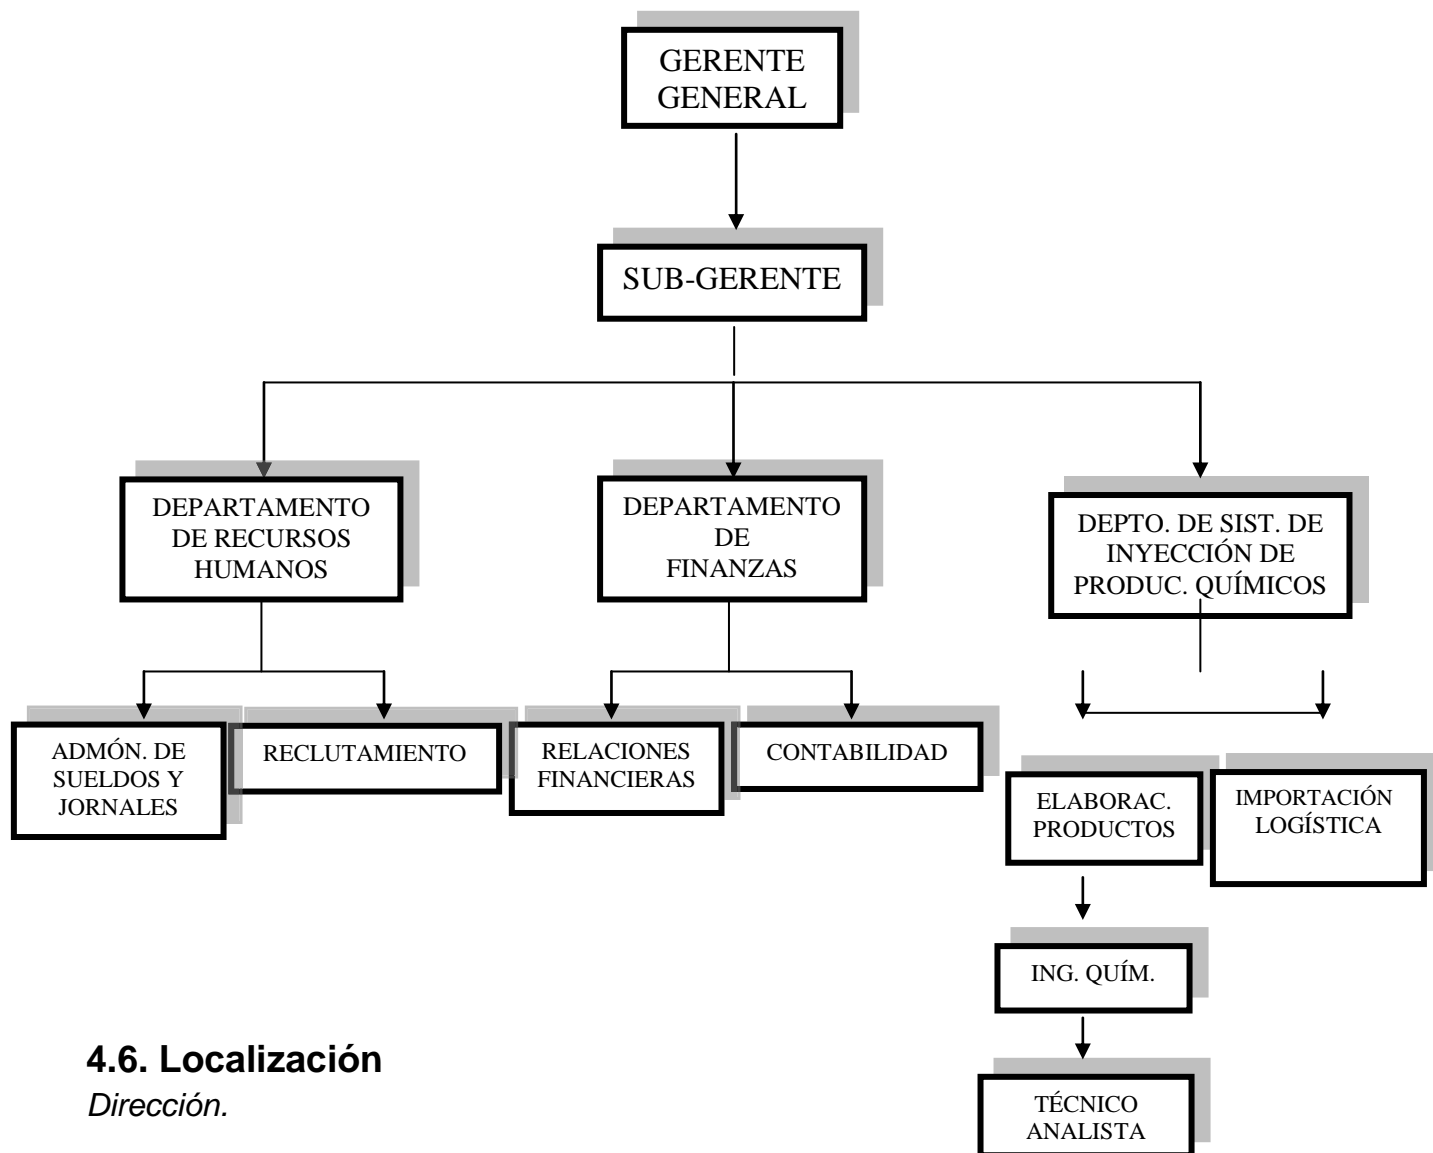 GERENTE
GENERAL
SUB-GERENTE
DEPARTAMENTO
DE RECURSOS
HUMANOS
DEPARTAMENTO
DE
FINANZAS
DEPTO. DE SIST. DE
INYECCIÓN DE
PRODUC. QUÍMICOS
ADMÓN. DE
SUELDOS Y
JORNALES
RECLUTAMIENTO
RELACIONES
FINANCIERAS
CONTABILIDAD
ELABORAC.
PRODUCTOS
IMPORTACIÓN
LOGÍSTICA
ING. QUÍM.
TÉCNICO
ANALISTA
4.6. Localización
Dirección.